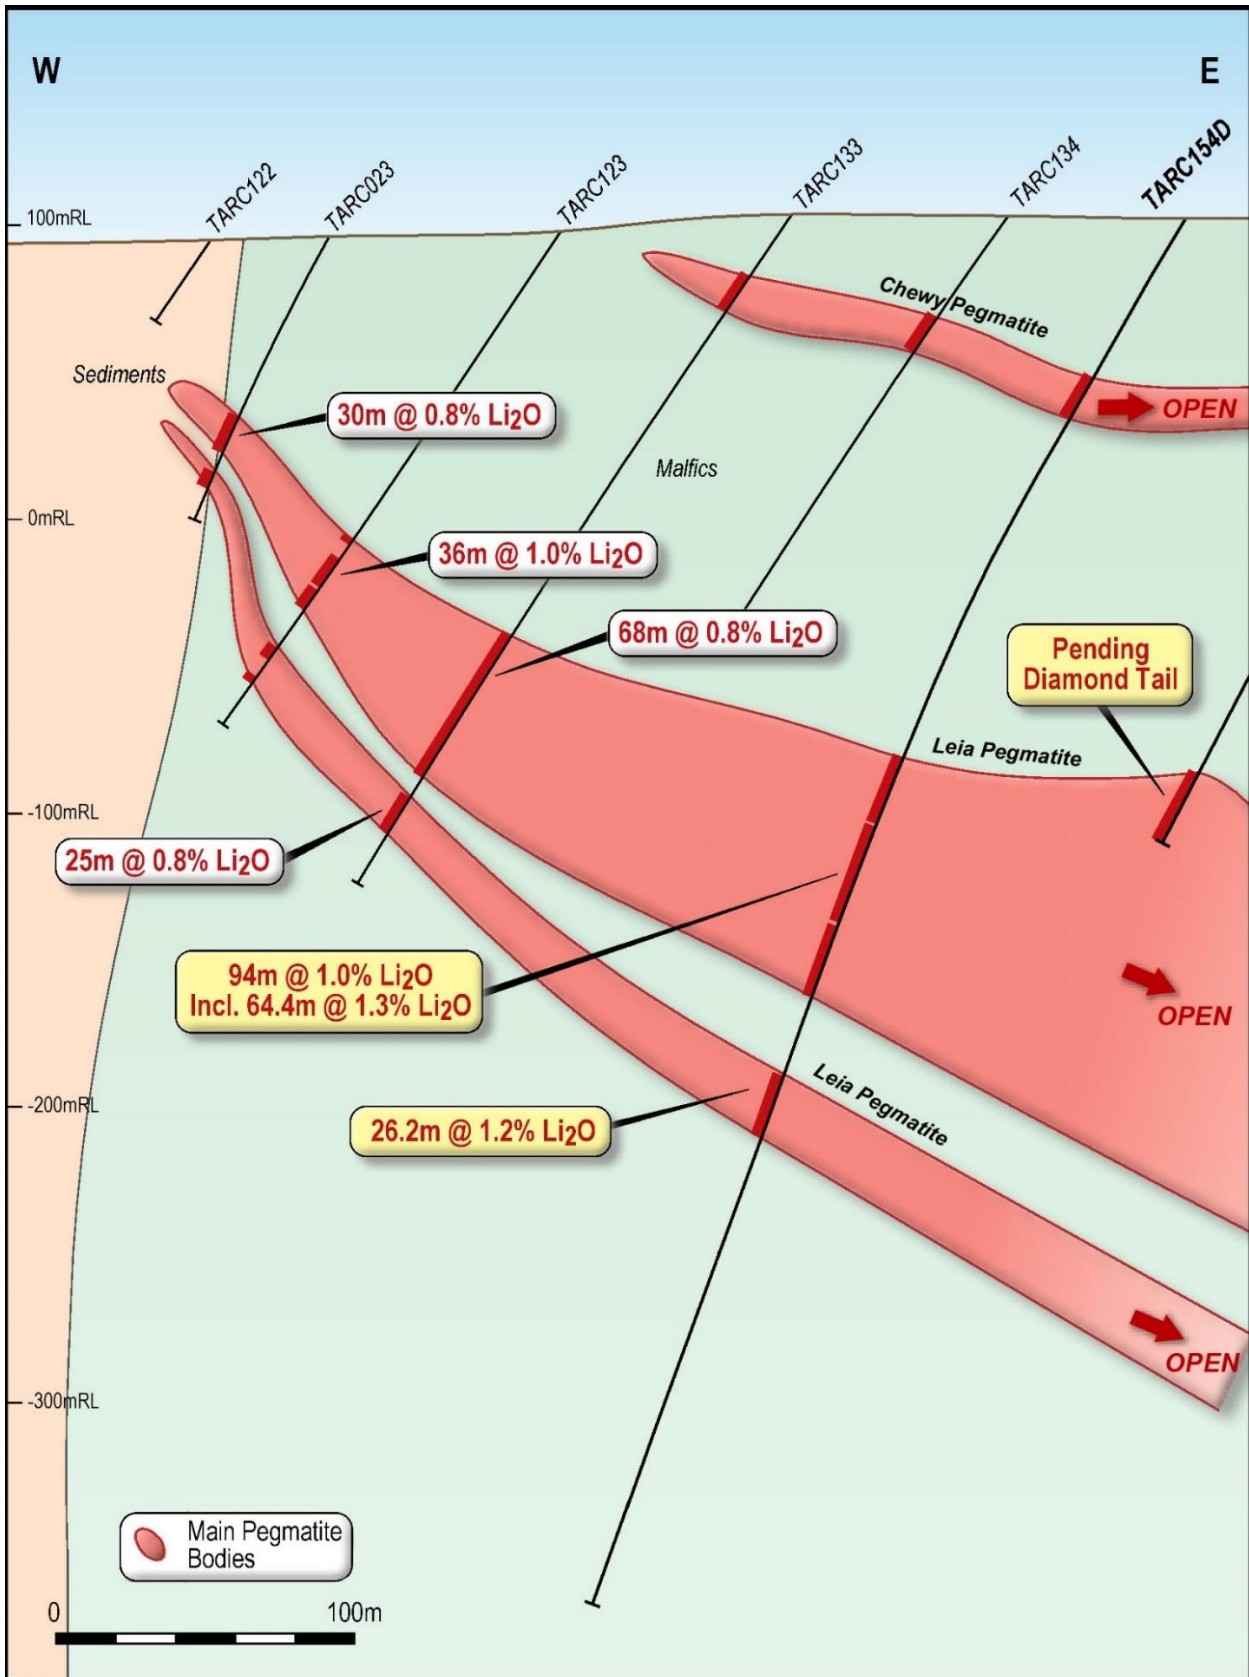 W
E
TARC122
TARC023
TARC123
TARC133
TARC134
TARC154D
100mRL
Chewy Pegmatite
Sediments
30m @ 0.8% Li₂O
OPEN
Malfics
0mRL
36m @ 1.0% Li₂O
68m @ 0.8% Li₂O
Pending
Diamond Tail
Leia Pegmatite
-100mRL
25m @ 0.8% Li₂O
94m @ 1.0% Li₂O
Incl. 64.4m @ 1.3% Li₂O
OPEN
Leia Pegmatite
-200mRL
26.2m @ 1.2% Li₂O
OPEN
-300mRL
Main Pegmatite
Bodies
0 100m